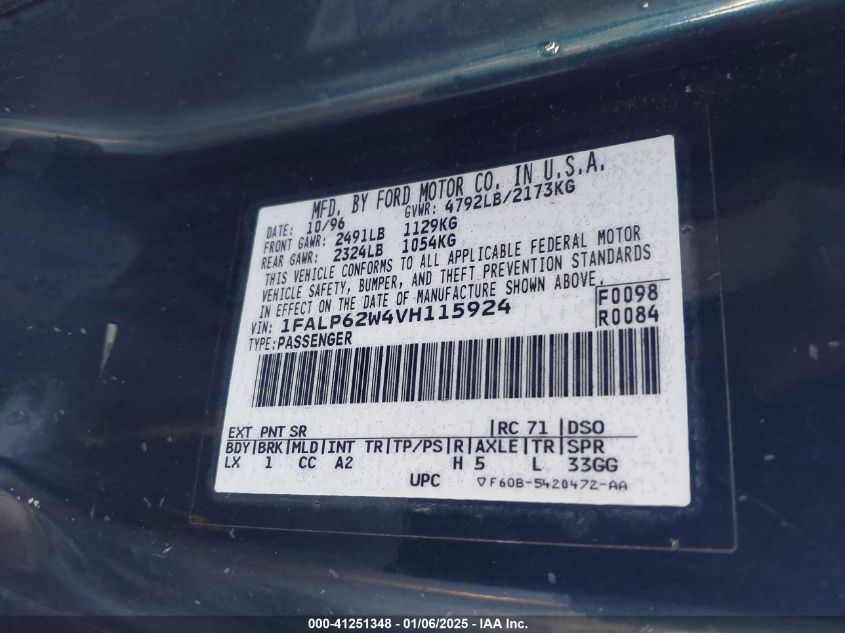 MFD. BY FORD MOTOR CO. IN U.S.A.
DATE: 10/96 GVWR: 4792LB/2173KG
FRONT GAWR: 2491LB 1129KG
REAR GAWR: 2324LB 1054KG
THIS VEHICLE CONFORMS TO ALL APPLICABLE FEDERAL MOTOR
VEHICLE SAFETY, BUMPER, AND THEFT PREVENTION STANDARDS
IN EFFECT ON THE DATE OF MANUFACTURE SHOWN ABOVE.
VIN: 1FALP62W4VH115924 F0098
TYPE: PASSENGER R0084
EXT PNT SR RC 71 DSO
BDY BRK MLD INT TR TP/PS R AXLE TR SPR
LX 1 CC A2 H 5 L 33GG
UPC ▽F60B-5420472-AA
000-41251348 - 01/06/2025 - IAA Inc.